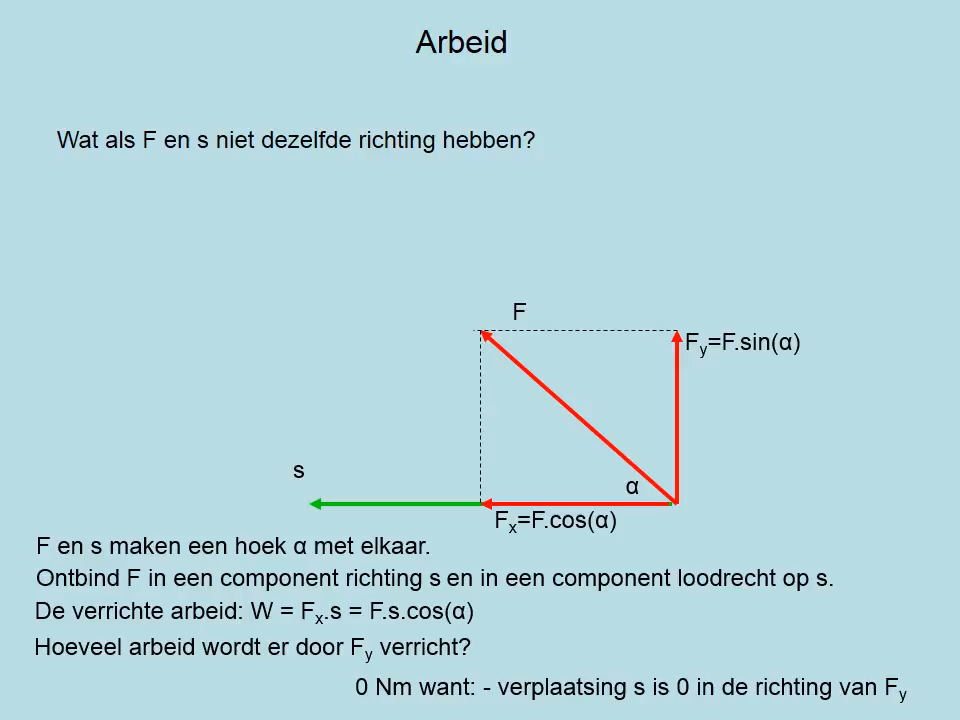 Arbeid
Wat als F en s niet dezelfde richting hebben?
F
Fy=F.sin(α)
s
α
Fx=F.cos(α)
F en s maken een hoek α met elkaar.
Ontbind F in een component richting s en in een component loodrecht op s.
De verrichte arbeid: W = Fx.s = F.s.cos(α)
Hoeveel arbeid wordt er door Fy verricht?
0 Nm want: - verplaatsing s is 0 in de richting van Fy